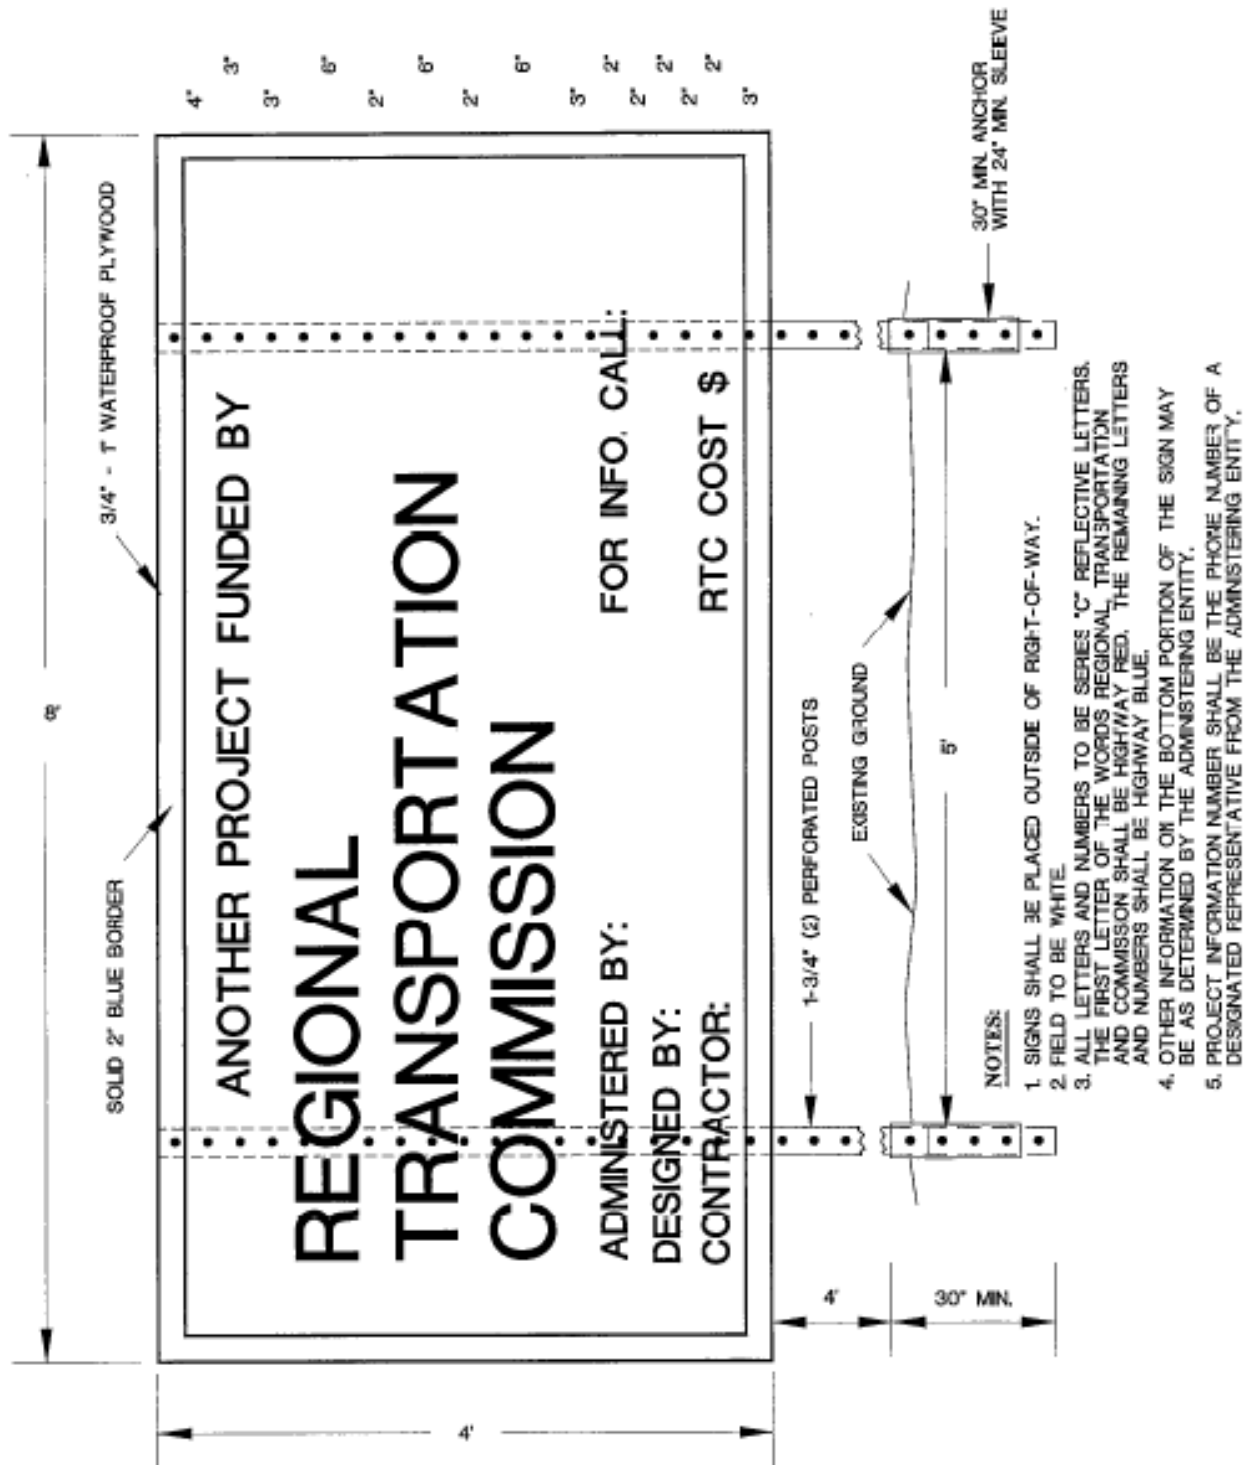 8'
3/4" - 1" WATERPROOF PLYWOOD
SOLID 2" BLUE BORDER
4"
3"
3"
6"
2"
6"
2"
6"
3"
2"
2"
2"
2"
2"
3"
ANOTHER PROJECT FUNDED BY
REGIONAL
TRANSPORTATION
COMMISSION
ADMINISTERED BY: FOR INFO. CALL:
DESIGNED BY:
CONTRACTOR: RTC COST $
4'
1-3/4" (2) PERFORATED POSTS
4'
EXISTING GROUND
5'
30" MIN.
30" MIN. ANCHOR
WITH 24" MIN. SLEEVE
NOTES:
1. SIGNS SHALL BE PLACED OUTSIDE OF RIGHT-OF-WAY.
2. FIELD TO BE WHITE.
3. ALL LETTERS AND NUMBERS TO BE SERIES "C" REFLECTIVE LETTERS.
THE FIRST LETTER OF THE WORDS REGIONAL, TRANSPORTATION
AND COMMISSION SHALL BE HIGHWAY RED. THE REMAINING LETTERS
AND NUMBERS SHALL BE HIGHWAY BLUE.
4. OTHER INFORMATION ON THE BOTTOM PORTION OF THE SIGN MAY
BE AS DETERMINED BY THE ADMINISTERING ENTITY.
5. PROJECT INFORMATION NUMBER SHALL BE THE PHONE NUMBER OF A
DESIGNATED REPRESENTATIVE FROM THE ADMINISTERING ENTITY.